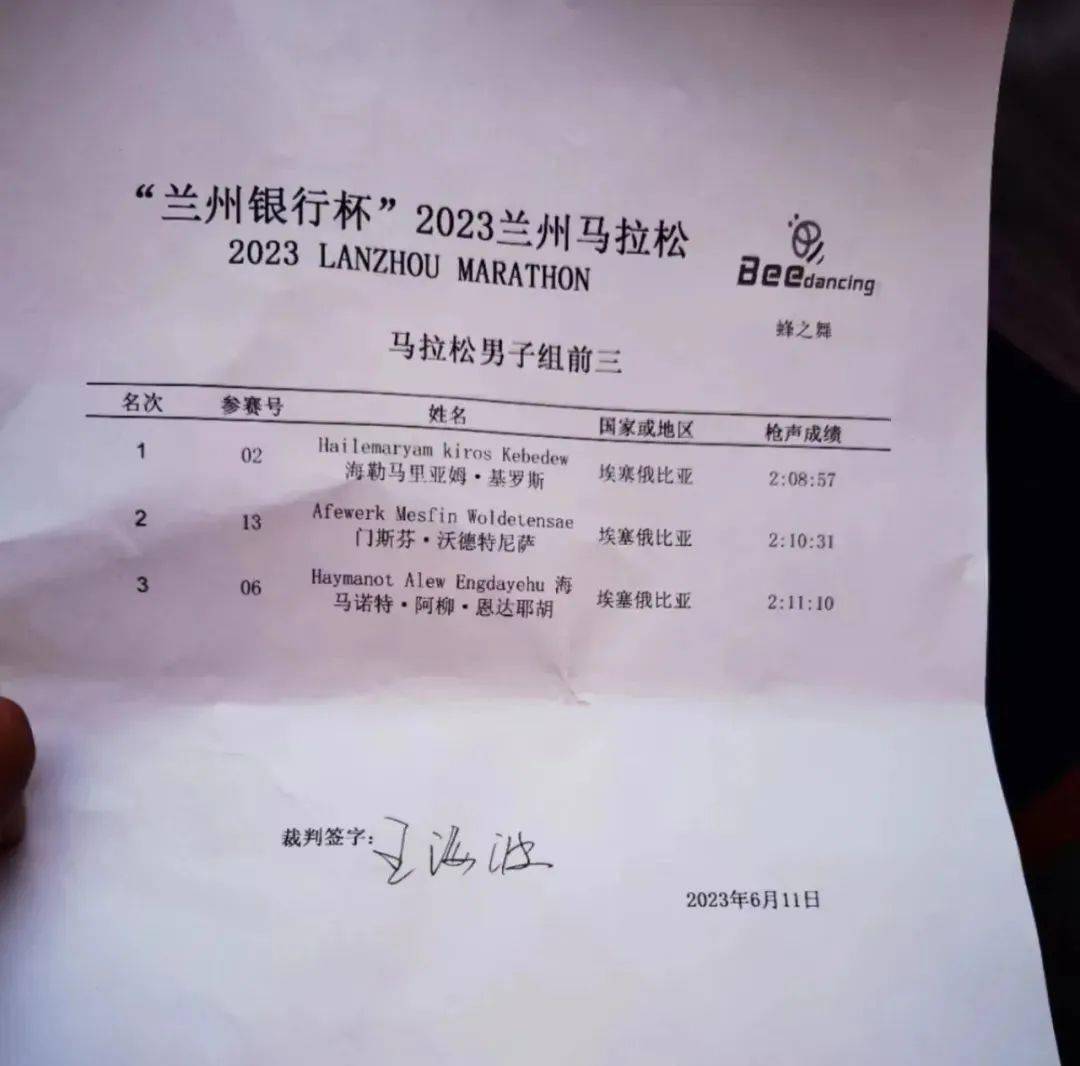 “兰州银行杯”2023兰州马拉松
2023 LANZHOU MARATHON
Beedancing
蜂之舞
马拉松男子组前三
名次 参赛号 姓名 国家或地区 枪声成绩
1 02 Hailemaryam kiros Kebedew 埃塞俄比亚 2:08:57
海勒马里亚姆·基罗斯
2 13 Afewerk Mesfin Woldetensae 埃塞俄比亚 2:10:31
门斯芬·沃德特尼萨
3 06 Haymanot Alew Engdayehu 海 埃塞俄比亚 2:11:10
马诺特·阿柳·恩达耶胡
裁判签字：王海波
2023年6月11日